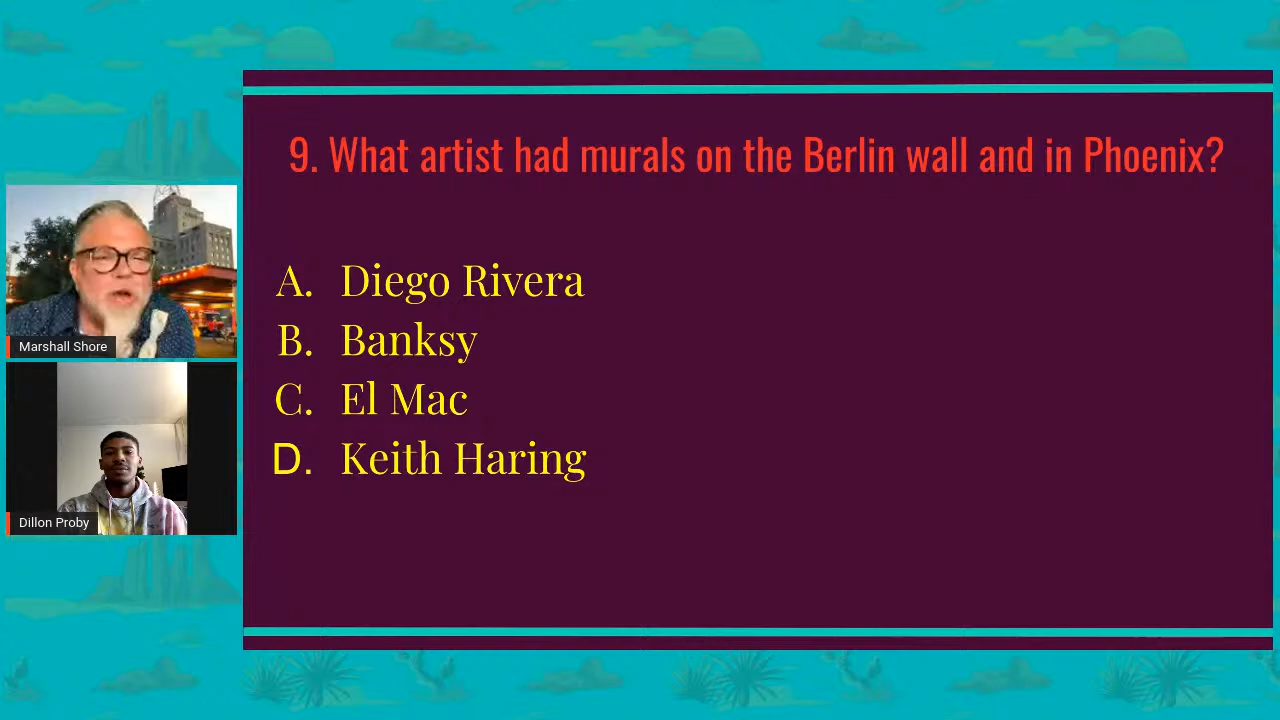 9. What artist had murals on the Berlin wall and in Phoenix?
A. Diego Rivera
B. Banksy
C. El Mac
D. Keith Haring
Marshall Shore
Dillon Proby